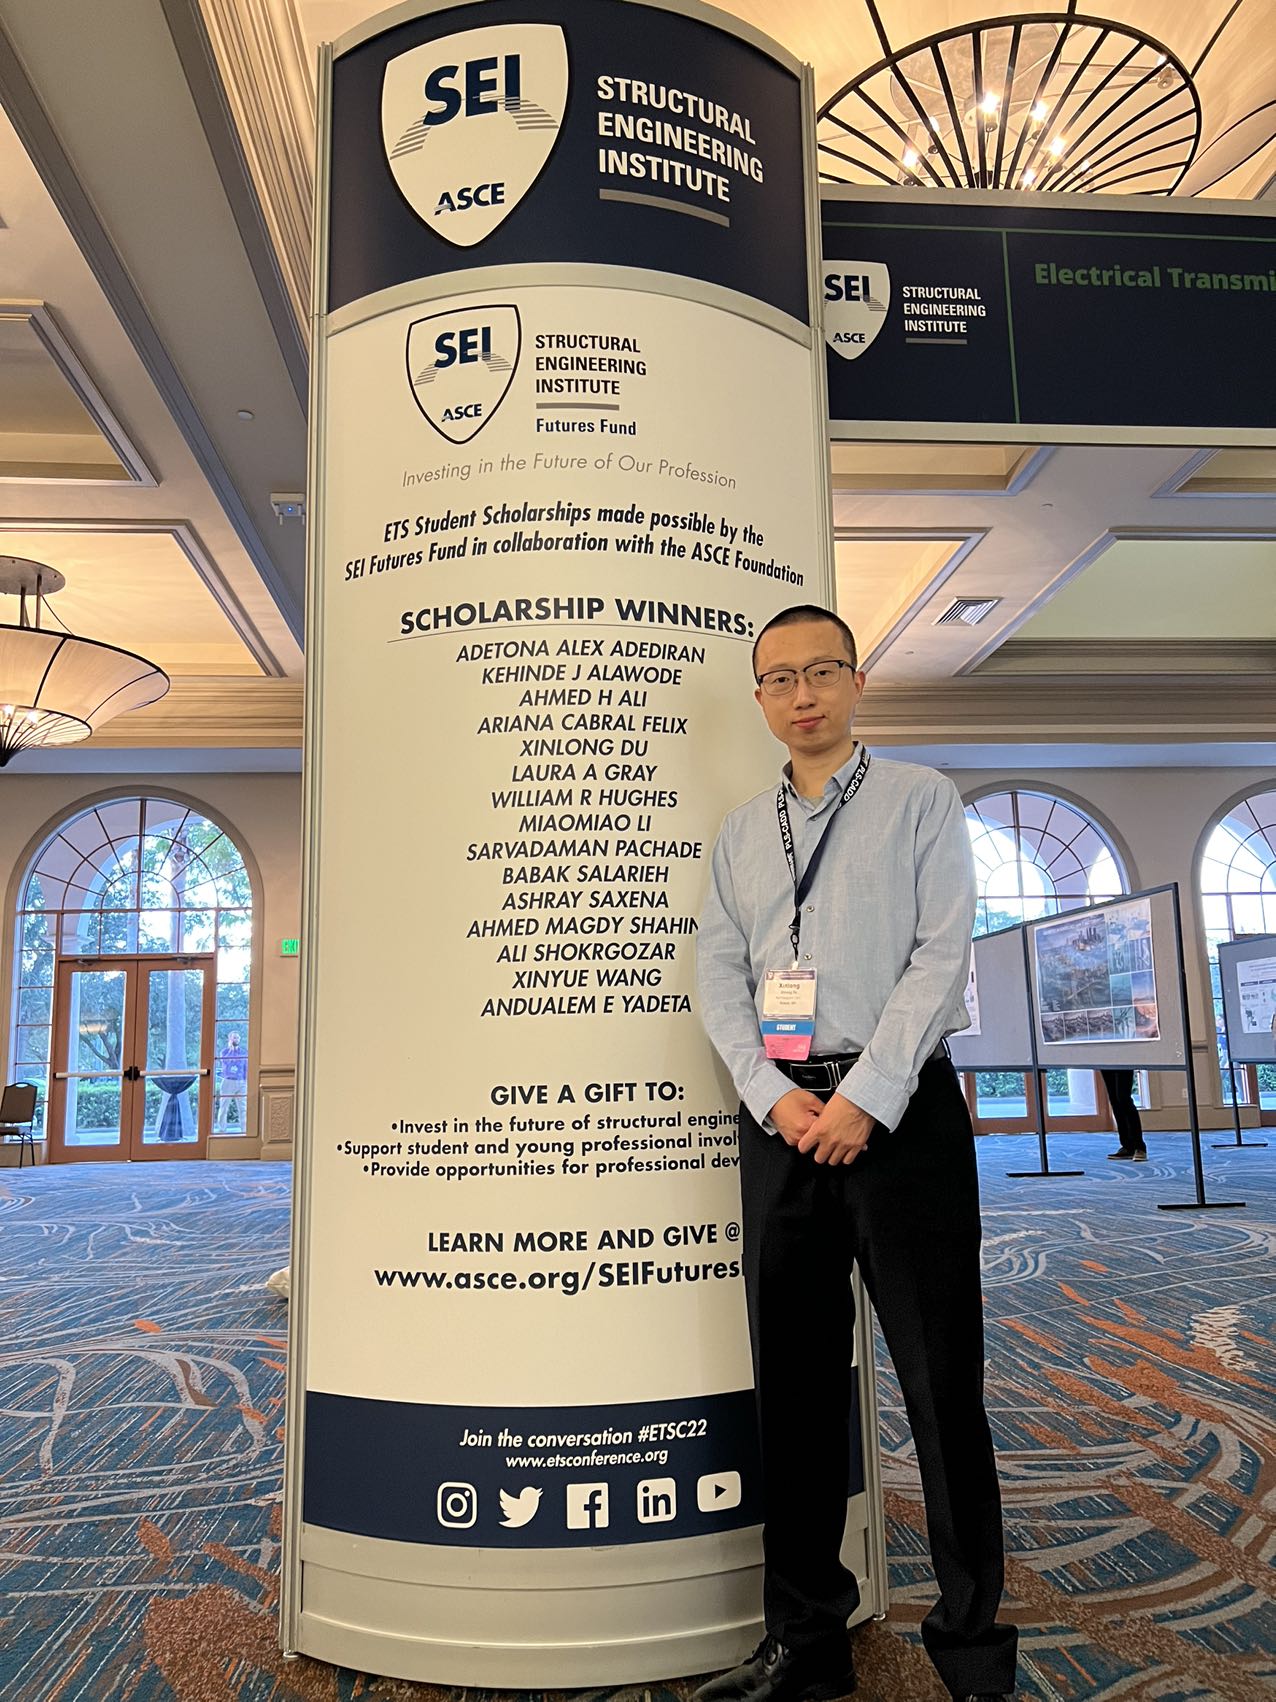 SEI
ASCE
STRUCTURAL
ENGINEERING
INSTITUTE
SEI
ASCE
STRUCTURAL
ENGINEERING
INSTITUTE
Electrical Transmi
SEI
ASCE
STRUCTURAL
ENGINEERING
INSTITUTE
Futures Fund
Investing in the Future of Our Profession
ETS Student Scholarships made possible by the
SEI Futures Fund in collaboration with the ASCE Foundation
SCHOLARSHIP WINNERS:
ADETONA ALEX ADEDIRAN
KEHINDE J ALAWODE
AHMED H ALI
ARIANA CABRAL FELIX
XINLONG DU
LAURA A GRAY
WILLIAM R HUGHES
MIAOMIAO LI
SARVADAMAN PACHADE
BABAK SALARIEH
ASHRAY SAXENA
AHMED MAGDY SHAHIN
ALI SHOKRGOZAR
XINYUE WANG
ANDUALEM E YADETA
GIVE A GIFT TO:
•Invest in the future of structural engine
•Support student and young professional invol
•Provide opportunities for professional dev
LEARN MORE AND GIVE @
www.asce.org/SEIFutures
Join the conversation #ETSC22
www.etsconference.org
in
PLS-CADD
Xinlong
STUDENT